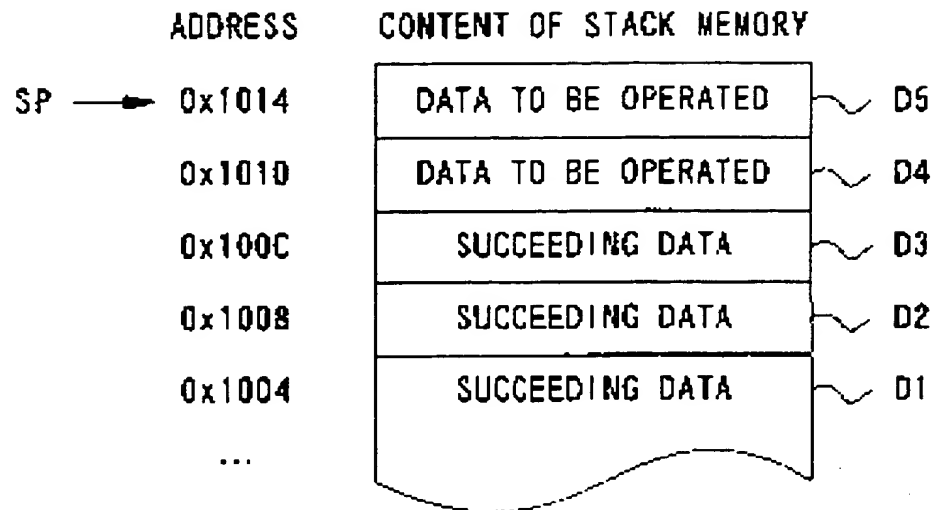 ADDRESS CONTENT OF STACK MEMORY
SP 0x1014 DATA TO BE OPERATED D5
0x1010 DATA TO BE OPERATED D4
0x100C SUCCEEDING DATA D3
0x1008 SUCCEEDING DATA D2
0x1004 SUCCEEDING DATA D1
...